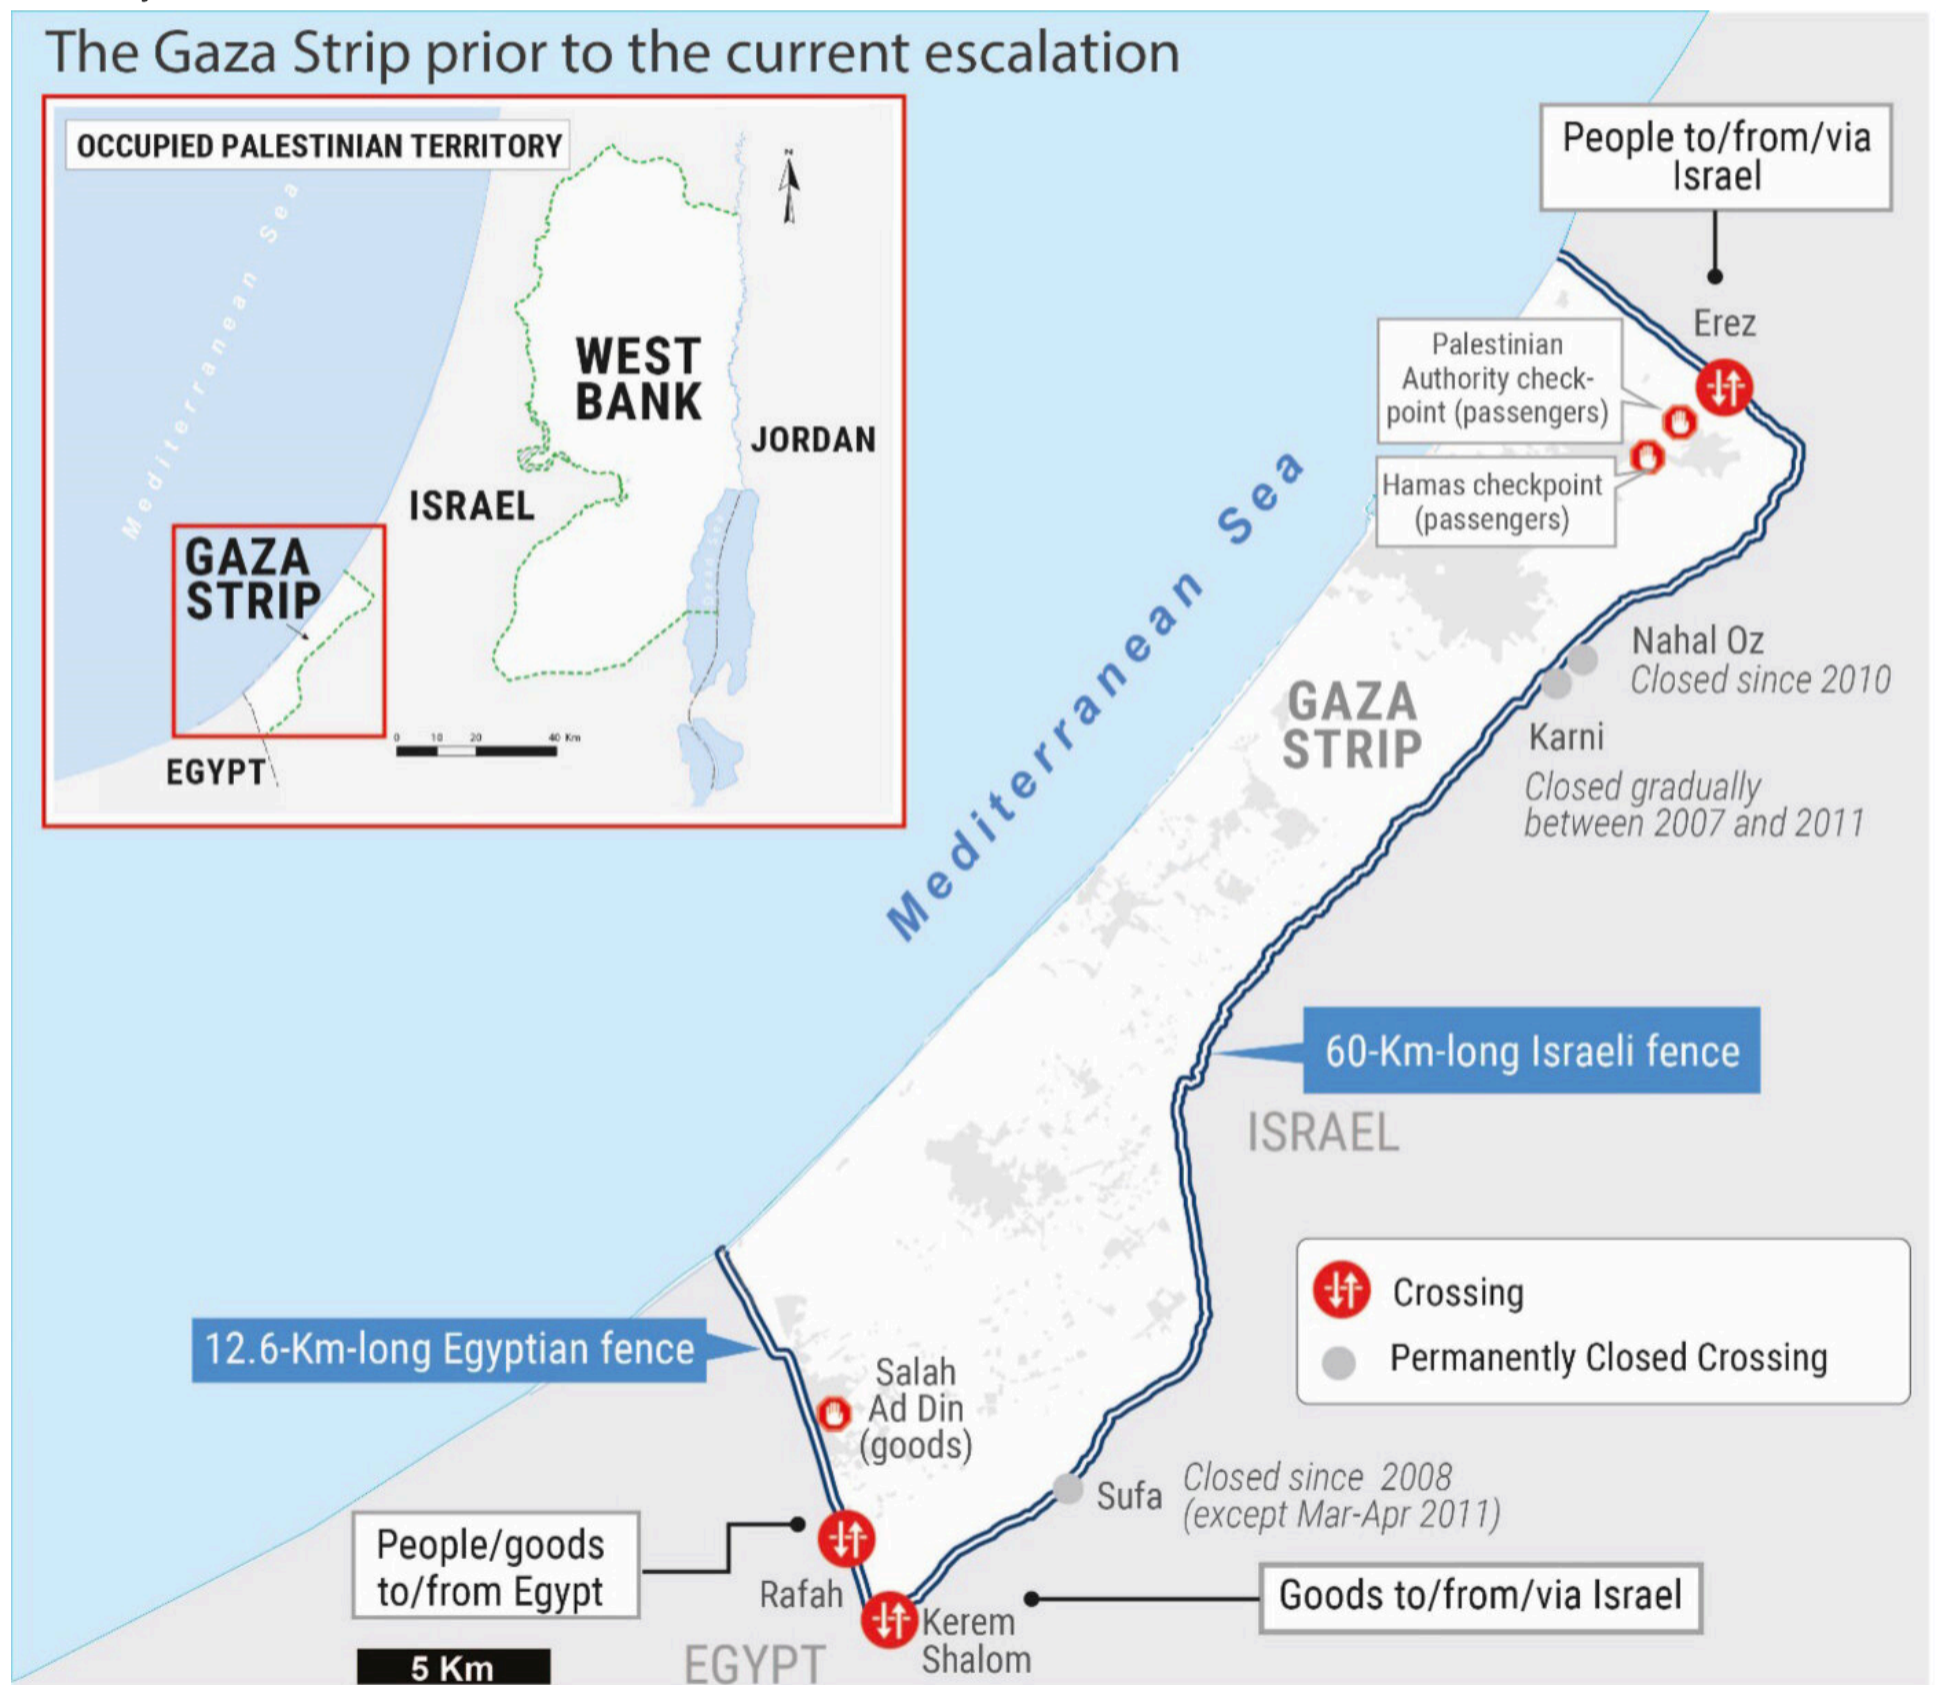 The Gaza Strip prior to the current escalation
OCCUPIED PALESTINIAN TERRITORY
N
Mediterranean Sea
WEST
BANK
JORDAN
ISRAEL
GAZA
STRIP
Dead Sea
0 10 20 40 Km
EGYPT
People to/from/via
Israel
Erez
Palestinian
Authority check-
point (passengers)
Hamas checkpoint
(passengers)
Mediterranean Sea
Nahal Oz
Closed since 2010
GAZA
STRIP
Karni
Closed gradually
between 2007 and 2011
60-Km-long Israeli fence
ISRAEL
Crossing
Permanently Closed Crossing
12.6-Km-long Egyptian fence
Salah
Ad Din
(goods)
Sufa
Closed since 2008
(except Mar-Apr 2011)
People/goods
to/from Egypt
Rafah
Goods to/from/via Israel
Kerem
Shalom
EGYPT
5 Km